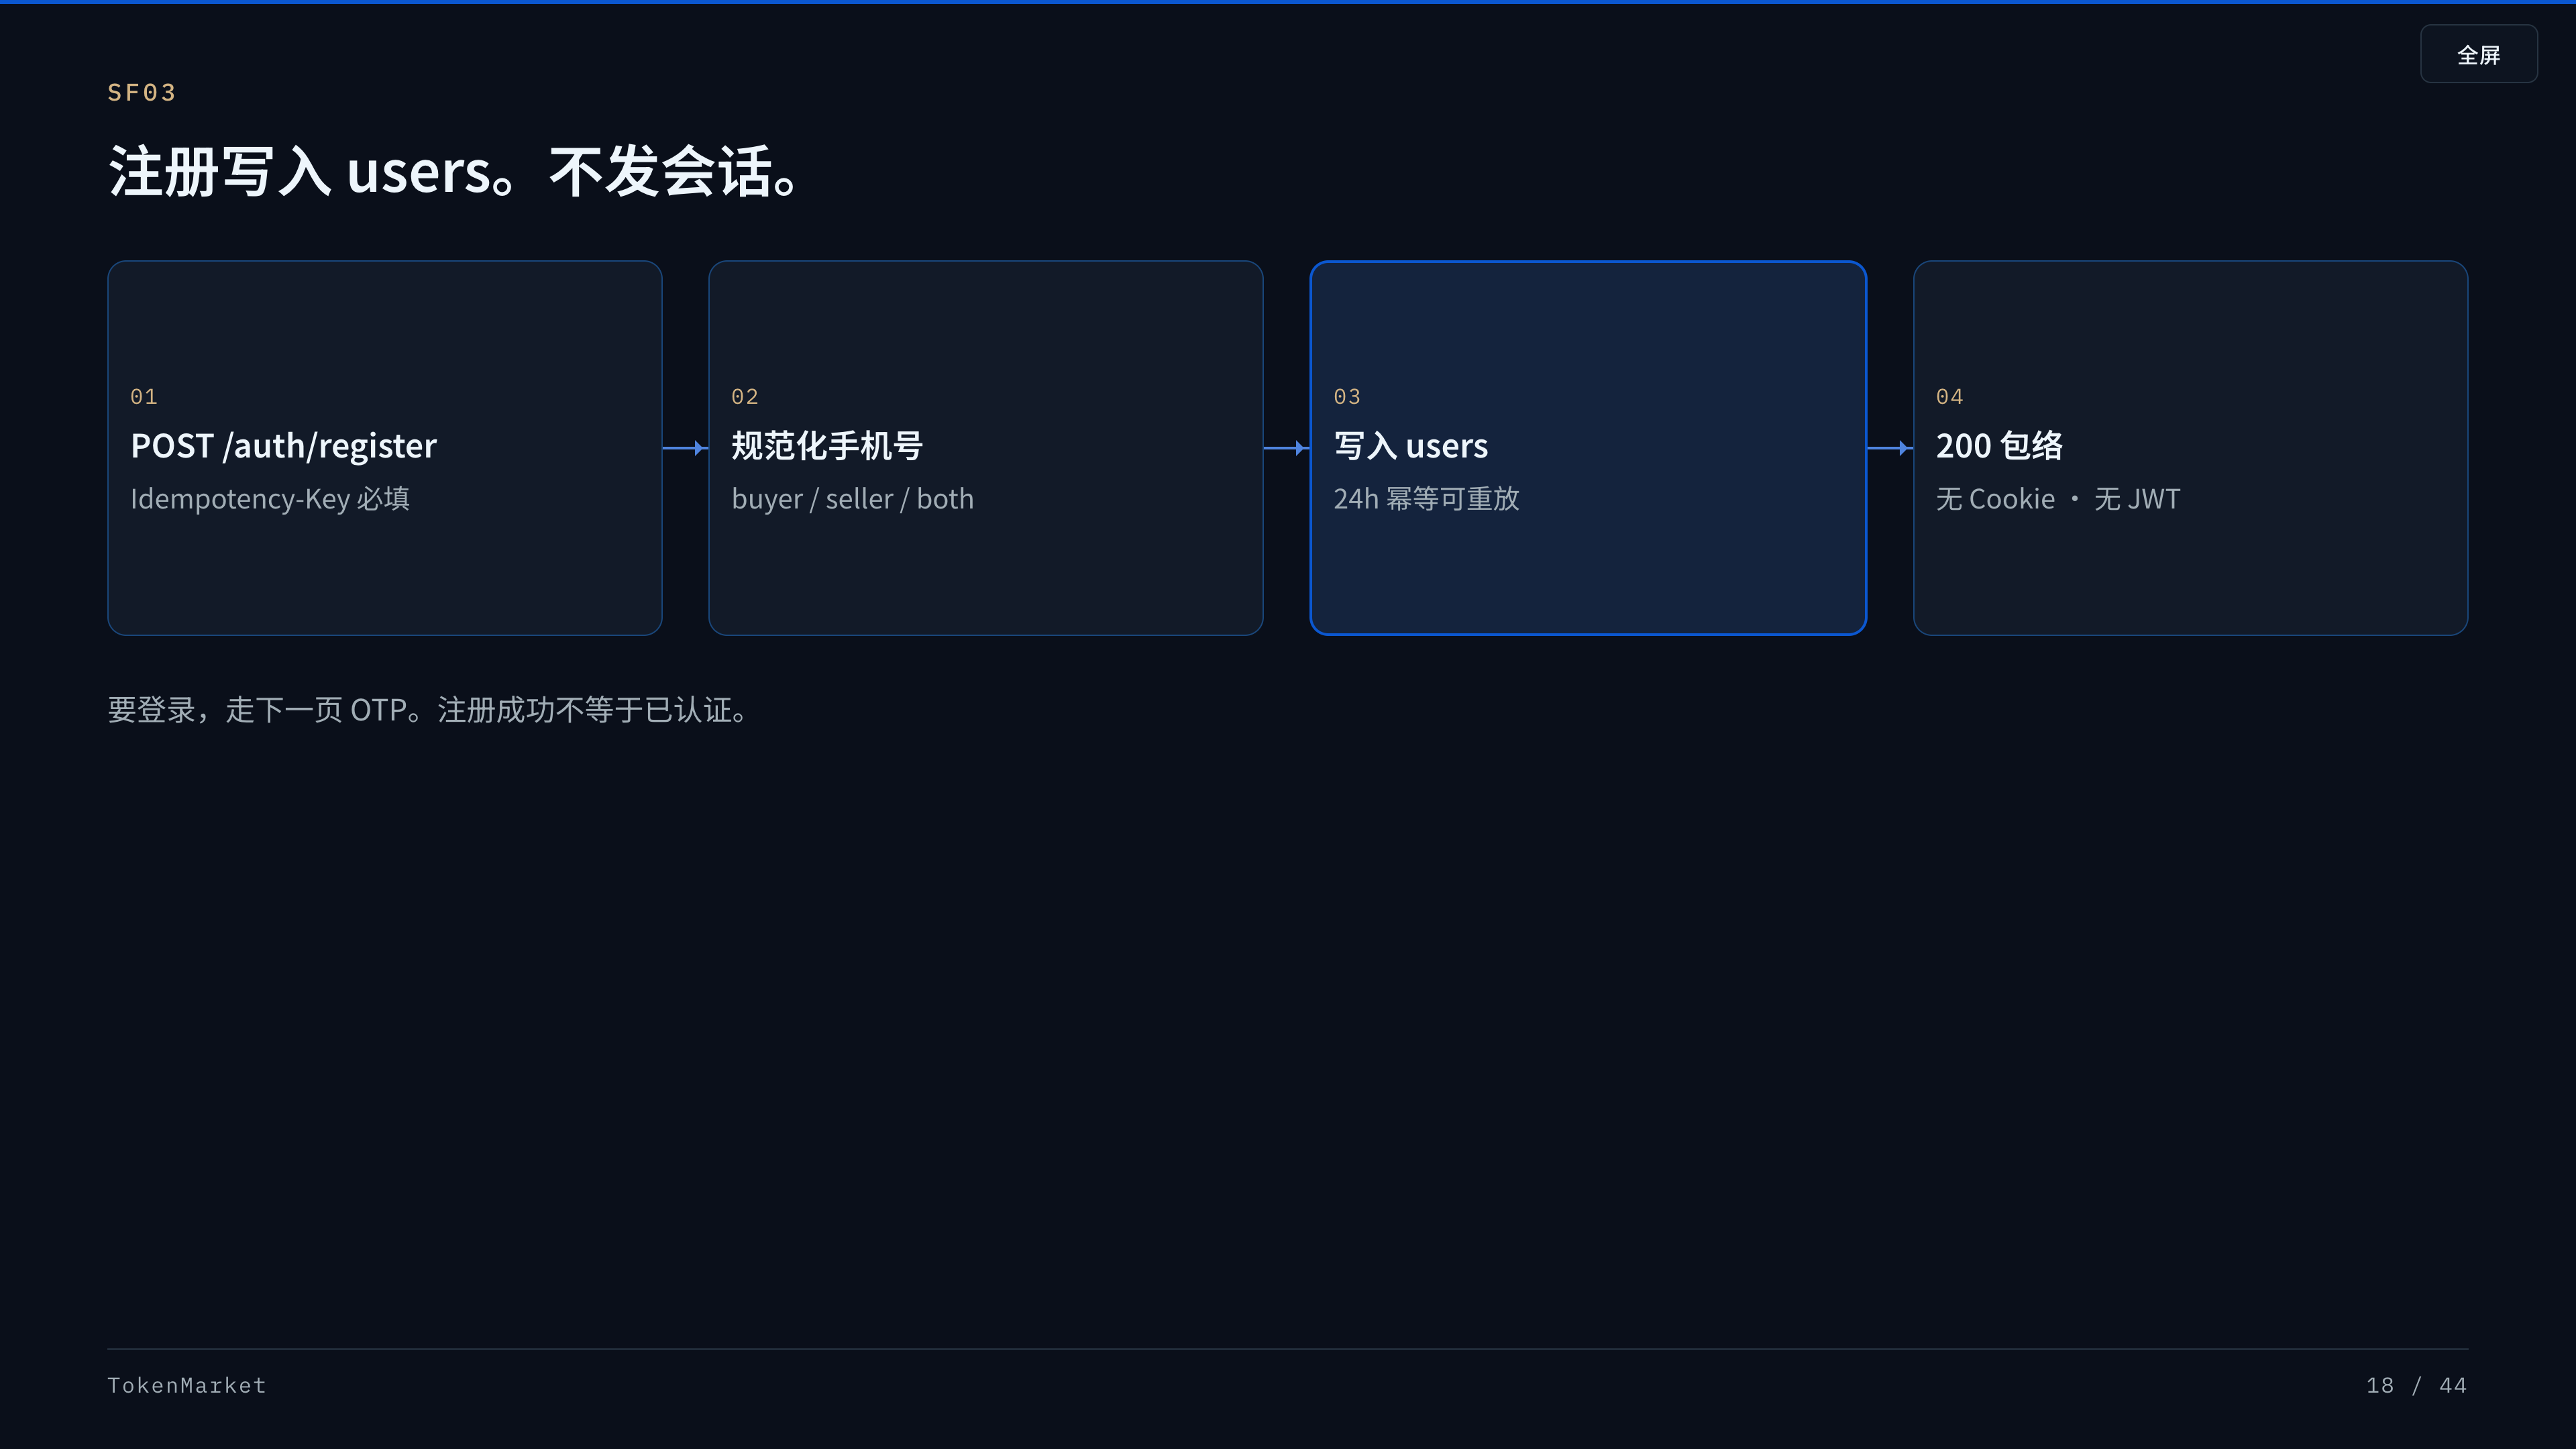 全屏
SF03
注册写入 users。不发会话。
01
POST /auth/register
Idempotency-Key 必填
02
规范化手机号
buyer / seller / both
03
写入 users
24h 幂等可重放
04
200 包络
无 Cookie · 无 JWT
要登录，走下一页 OTP。注册成功不等于已认证。
TokenMarket
18 / 44